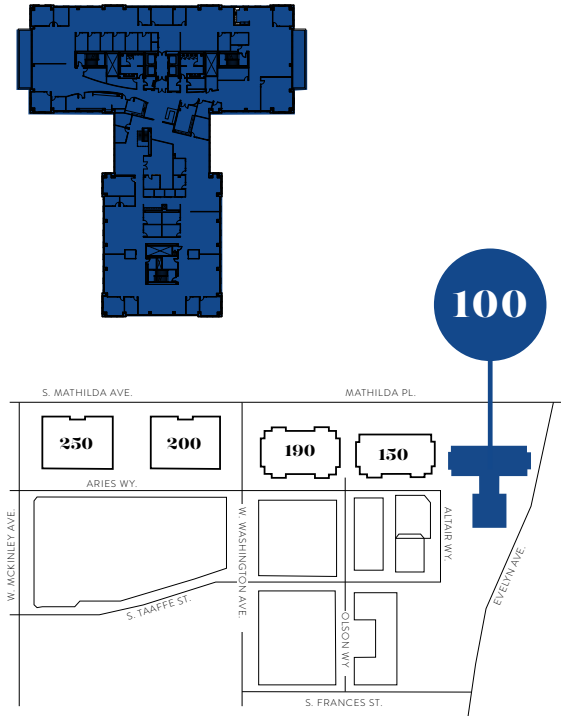 100
S. MATHILDA AVE.
MATHILDA PL.
250
200
190
150
ARIES WY.
W. MCKINLEY AVE.
W. WASHINGTON AVE.
ALTAIR WY.
EVELYN AVE.
S. TAAFFE ST.
OLSON WY
S. FRANCES ST.